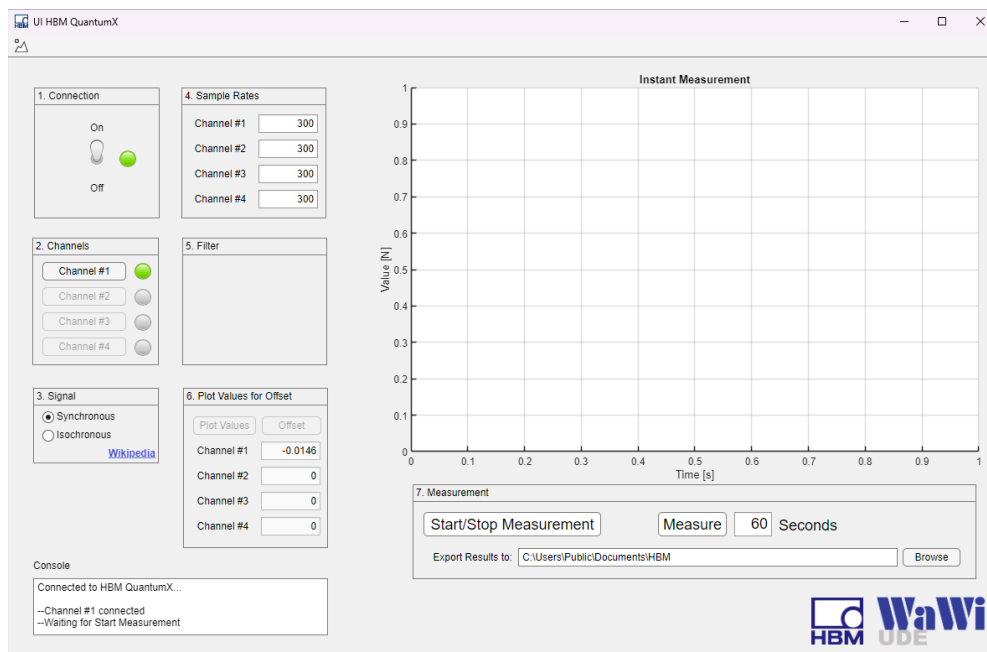 UI HBM QuantumX
1. Connection
On
Off
2. Channels
Channel #1
Channel #2
Channel #3
Channel #4
3. Signal
Synchronous
Isochronous
Wikipedia
4. Sample Rates
Channel #1 300
Channel #2 300
Channel #3 300
Channel #4 300
5. Filter
6. Plot Values for Offset
Plot Values Offset
Channel #1 -0.0146
Channel #2 0
Channel #3 0
Channel #4 0
Console
Connected to HBM QuantumX...
--Channel #1 connected
--Waiting for Start Measurement
Instant Measurement
1
0.9
0.8
0.7
0.6
0.5
0.4
0.3
0.2
0.1
0
Value [N]
0 0.1 0.2 0.3 0.4 0.5 0.6 0.7 0.8 0.9 1
Time [s]
7. Measurement
Start/Stop Measurement Measure 60 Seconds
Export Results to: C:\Users\Public\Documents\HBM Browse
HBM
WaWi
UDE